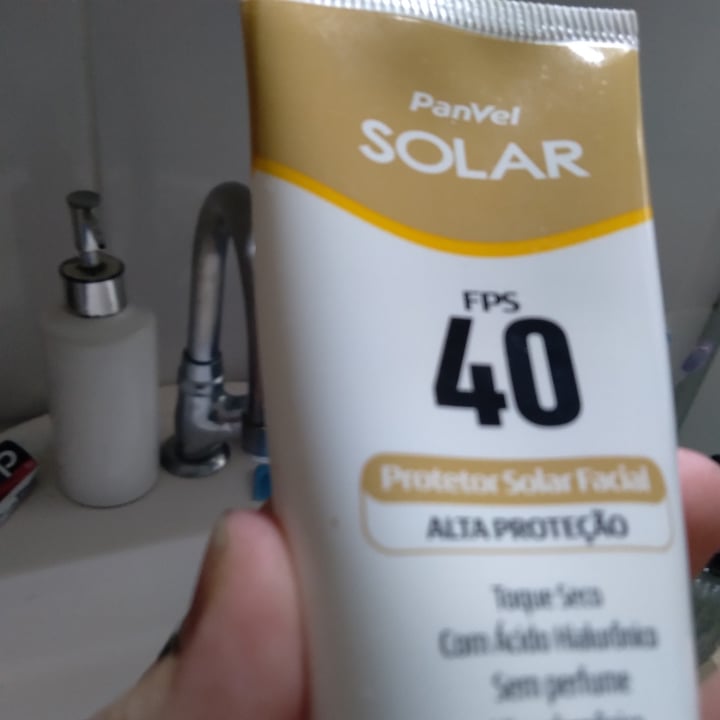 PanVel
SOLAR
FPS
40
Protetor Solar Facial
ALTA PROTEÇÃO
Toque Seco
Com Ácido Hialurônico
Sem perfume